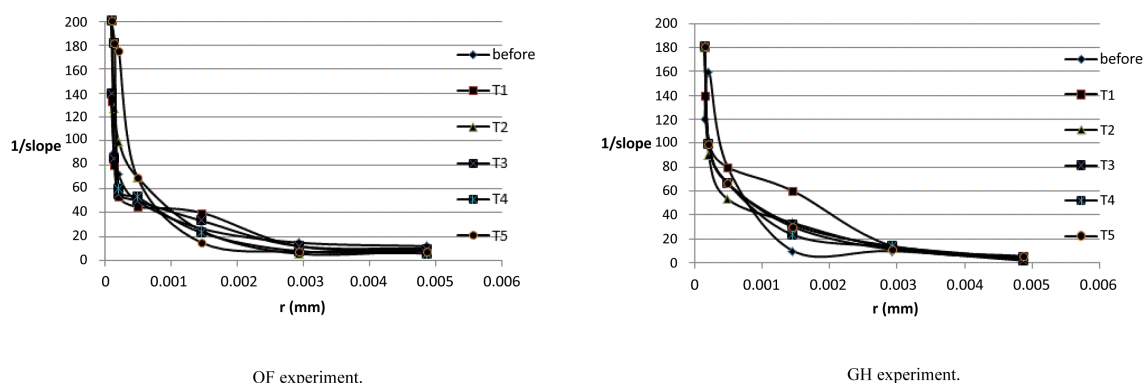 200
180
160
140
120
100
80
60
40
20
0
1/slope
0 0.001 0.002 0.003 0.004 0.005 0.006
r (mm)
before
T1
T2
T3
T4
T5
OF experiment.
200
180
160
140
120
100
80
60
40
20
0
1/slope
0 0.001 0.002 0.003 0.004 0.005 0.006
r (mm)
before
T1
T2
T3
T4
T5
GH experiment.